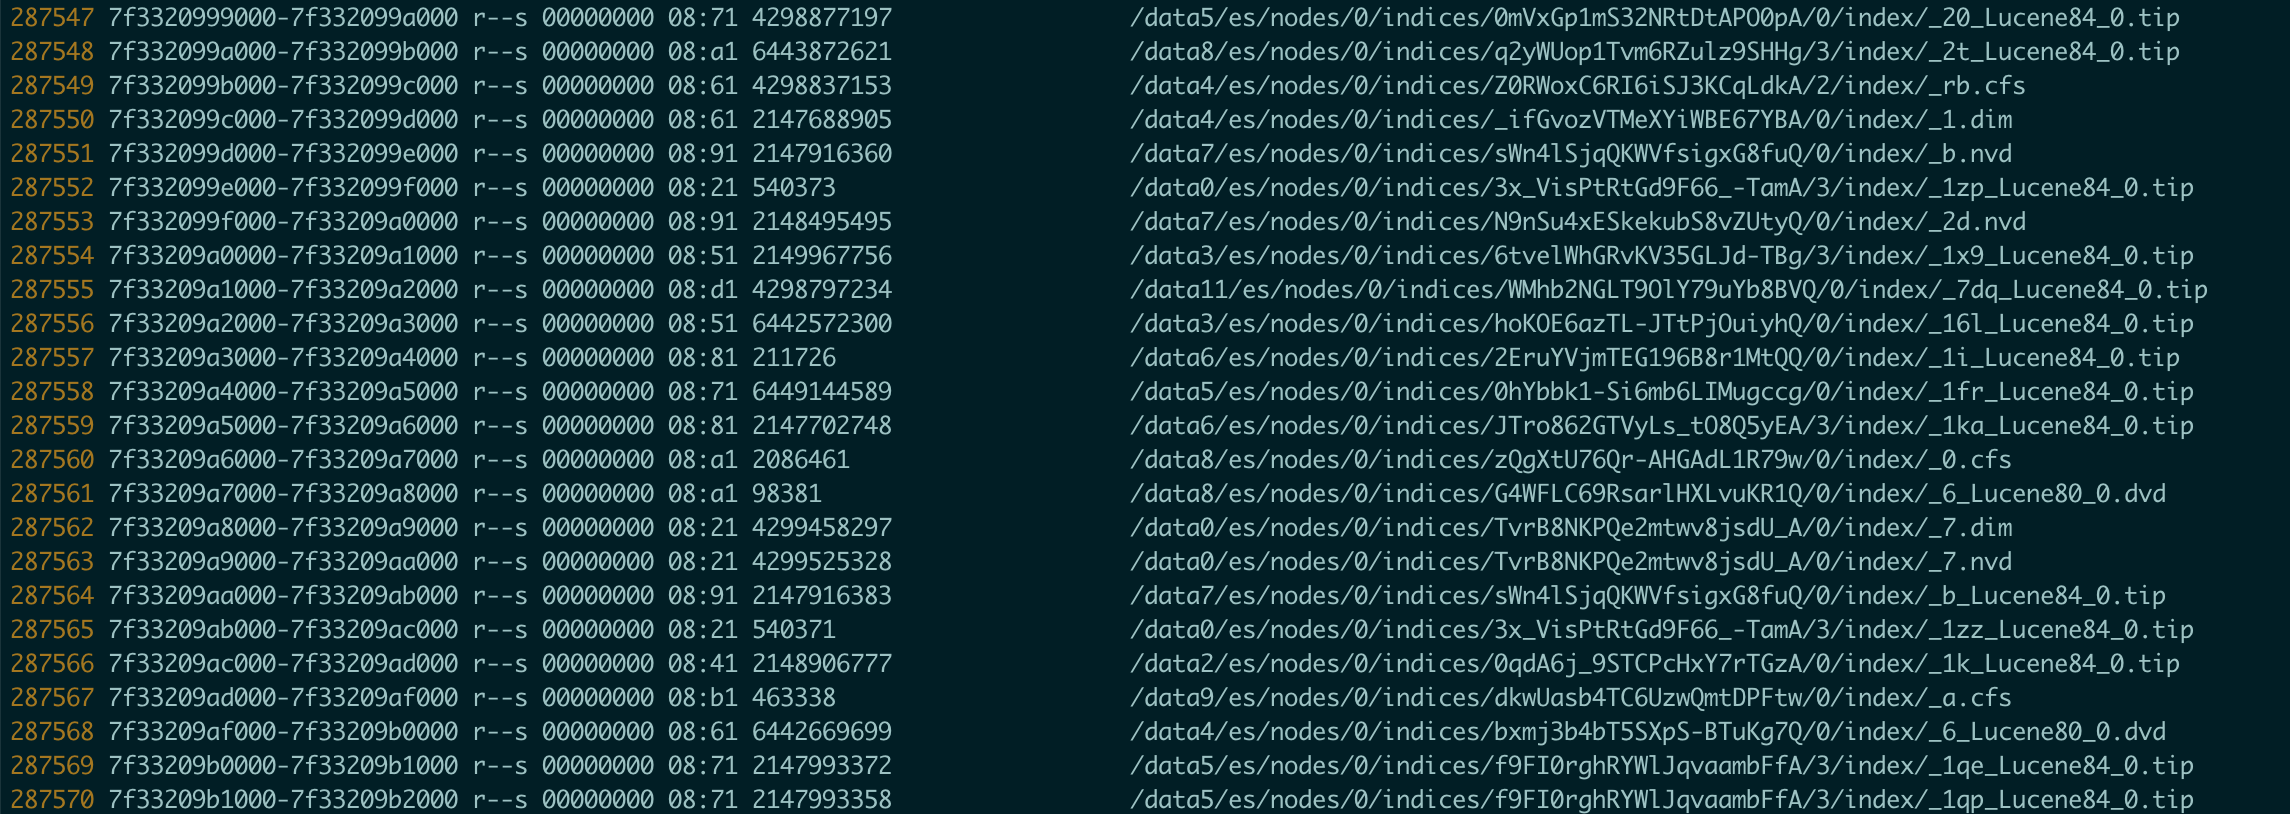 287547 7f3320999000-7f332099a000 r--s 00000000 08:71 4298877197 /data5/es/nodes/0/indices/0mVxGp1mS32NRtDtAPO0pA/0/index/_20_Lucene84_0.tip
287548 7f332099a000-7f332099b000 r--s 00000000 08:a1 6443872621 /data8/es/nodes/0/indices/q2yWUop1Tvm6RZulz9SHHg/3/index/_2t_Lucene84_0.tip
287549 7f332099b000-7f332099c000 r--s 00000000 08:61 4298837153 /data4/es/nodes/0/indices/Z0RWoxC6RI6iSJ3KCqLdkA/2/index/_rb.cfs
287550 7f332099c000-7f332099d000 r--s 00000000 08:61 2147688905 /data4/es/nodes/0/indices/_ifGvozVTMeXYiWBE67YBA/0/index/_1.dim
287551 7f332099d000-7f332099e000 r--s 00000000 08:91 2147916360 /data7/es/nodes/0/indices/sWn4lSjqQKWVfsigxG8fuQ/0/index/_b.nvd
287552 7f332099e000-7f332099f000 r--s 00000000 08:21 540373 /data0/es/nodes/0/indices/3x_VisPtRtGd9F66_-TamA/3/index/_1zp_Lucene84_0.tip
287553 7f332099f000-7f33209a0000 r--s 00000000 08:91 2148495495 /data7/es/nodes/0/indices/N9nSu4xESkekubS8vZUtyQ/0/index/_2d.nvd
287554 7f33209a0000-7f33209a1000 r--s 00000000 08:51 2149967756 /data3/es/nodes/0/indices/6tvelWhGRvKV35GLJd-TBg/3/index/_1x9_Lucene84_0.tip
287555 7f33209a1000-7f33209a2000 r--s 00000000 08:d1 4298797234 /data11/es/nodes/0/indices/WMhb2NGLT9OlY79uYb8BVQ/0/index/_7dq_Lucene84_0.tip
287556 7f33209a2000-7f33209a3000 r--s 00000000 08:51 6442572300 /data3/es/nodes/0/indices/hoKOE6azTL-JTtPjOuiyhQ/0/index/_16l_Lucene84_0.tip
287557 7f33209a3000-7f33209a4000 r--s 00000000 08:81 211726 /data6/es/nodes/0/indices/2EruYVjmTEG196B8r1MtQQ/0/index/_1i_Lucene84_0.tip
287558 7f33209a4000-7f33209a5000 r--s 00000000 08:71 6449144589 /data5/es/nodes/0/indices/0hYbbk1-Si6mb6LIMugccg/0/index/_1fr_Lucene84_0.tip
287559 7f33209a5000-7f33209a6000 r--s 00000000 08:81 2147702748 /data6/es/nodes/0/indices/JTro862GTVyLs_tO8Q5yEA/3/index/_1ka_Lucene84_0.tip
287560 7f33209a6000-7f33209a7000 r--s 00000000 08:a1 2086461 /data8/es/nodes/0/indices/zQgXtU76Qr-AHGAdL1R79w/0/index/_0.cfs
287561 7f33209a7000-7f33209a8000 r--s 00000000 08:a1 98381 /data8/es/nodes/0/indices/G4WFLC69RsarlHXLvuKR1Q/0/index/_6_Lucene80_0.dvd
287562 7f33209a8000-7f33209a9000 r--s 00000000 08:21 4299458297 /data0/es/nodes/0/indices/TvrB8NKPQe2mtwv8jsdU_A/0/index/_7.dim
287563 7f33209a9000-7f33209aa000 r--s 00000000 08:21 4299525328 /data0/es/nodes/0/indices/TvrB8NKPQe2mtwv8jsdU_A/0/index/_7.nvd
287564 7f33209aa000-7f33209ab000 r--s 00000000 08:91 2147916383 /data7/es/nodes/0/indices/sWn4lSjqQKWVfsigxG8fuQ/0/index/_b_Lucene84_0.tip
287565 7f33209ab000-7f33209ac000 r--s 00000000 08:21 540371 /data0/es/nodes/0/indices/3x_VisPtRtGd9F66_-TamA/3/index/_1zz_Lucene84_0.tip
287566 7f33209ac000-7f33209ad000 r--s 00000000 08:41 2148906777 /data2/es/nodes/0/indices/0qdA6j_9STCPcHxY7rTGzA/0/index/_1k_Lucene84_0.tip
287567 7f33209ad000-7f33209af000 r--s 00000000 08:b1 463338 /data9/es/nodes/0/indices/dkwUasb4TC6UzwQmtDPFtw/0/index/_a.cfs
287568 7f33209af000-7f33209b0000 r--s 00000000 08:61 6442669699 /data4/es/nodes/0/indices/bxmj3b4bT5SXpS-BTuKg7Q/0/index/_6_Lucene80_0.dvd
287569 7f33209b0000-7f33209b1000 r--s 00000000 08:71 2147993372 /data5/es/nodes/0/indices/f9FI0rghRYWlJqvaambFfA/3/index/_1qe_Lucene84_0.tip
287570 7f33209b1000-7f33209b2000 r--s 00000000 08:71 2147993358 /data5/es/nodes/0/indices/f9FI0rghRYWlJqvaambFfA/3/index/_1qp_Lucene84_0.tip